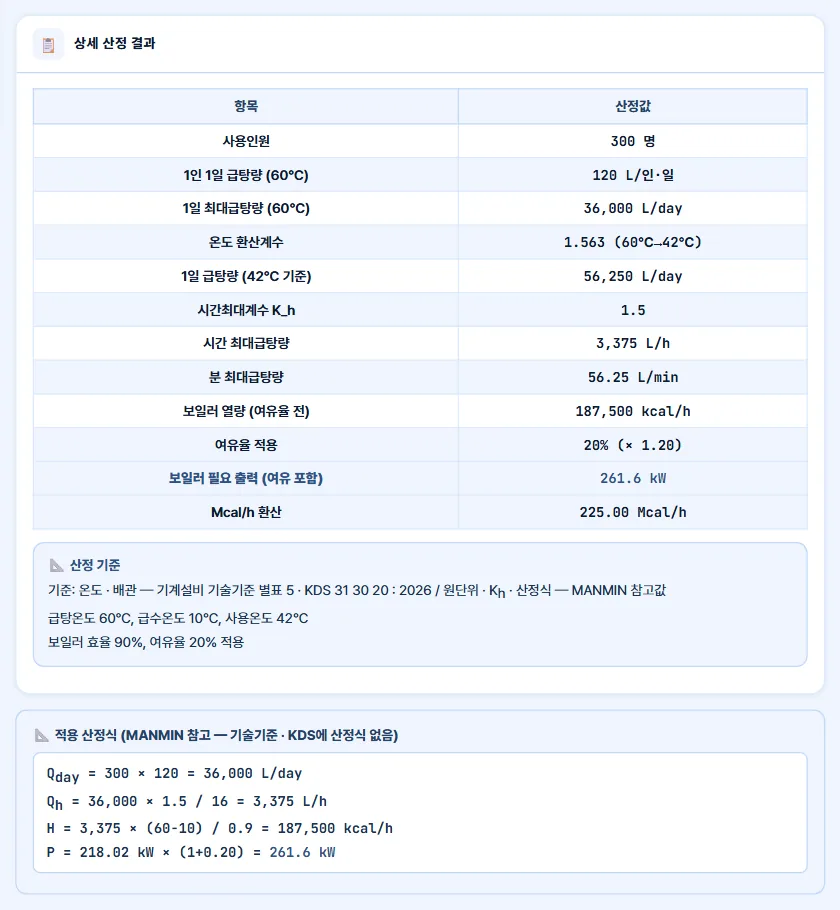 상세 산정 결과
항목 산정값
사용인원 300 명
1인 1일 급탕량 (60℃) 120 L/인·일
1일 최대급탕량 (60℃) 36,000 L/day
온도 환산계수 1.563 (60℃→42℃)
1일 급탕량 (42℃ 기준) 56,250 L/day
시간최대계수 K_h 1.5
시간 최대급탕량 3,375 L/h
분 최대급탕량 56.25 L/min
보일러 열량 (여유율 전) 187,500 kcal/h
여유율 적용 20% (× 1.20)
보일러 필요 출력 (여유 포함) 261.6 kW
Mcal/h 환산 225.00 Mcal/h
산정 기준
기준: 온도 · 배관 — 기계설비 기술기준 별표 5 · KDS 31 30 20 : 2026 / 원단위 · Kh · 산정식 — MANMIN 참고값
급탕온도 60℃, 급수온도 10℃, 사용온도 42℃
보일러 효율 90%, 여유율 20% 적용
적용 산정식 (MANMIN 참고 — 기술기준 · KDS에 산정식 없음)
Qday = 300 × 120 = 36,000 L/day
Qh = 36,000 × 1.5 / 16 = 3,375 L/h
H = 3,375 × (60-10) / 0.9 = 187,500 kcal/h
P = 218.02 kW × (1+0.20) = 261.6 kW